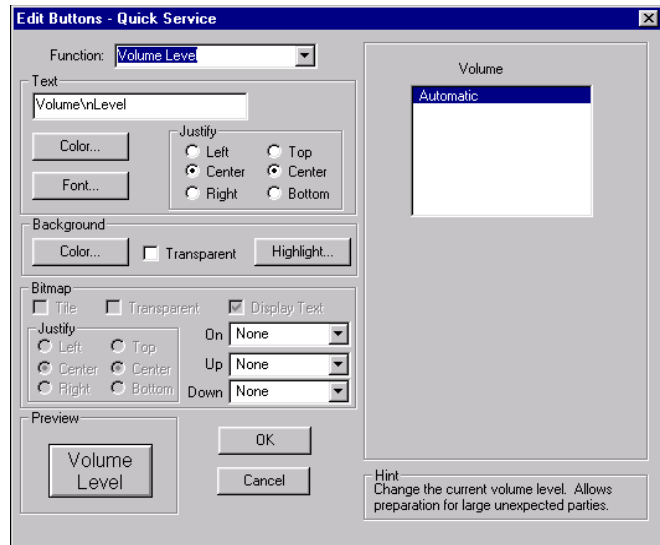 Edit Buttons - Quick Service
Function: Volume Level
Text
Volume\nLevel
Color...
Font...
Justify
Left Top
Center Center
Right Bottom
Background
Color... Transparent Highlight...
Bitmap
Tile Transparent Display Text
Justify
Left Top
Center Center
Right Bottom
On None
Up None
Down None
Preview
Volume
Level
OK
Cancel
Volume
Automatic
Hint
Change the current volume level. Allows
preparation for large unexpected parties.